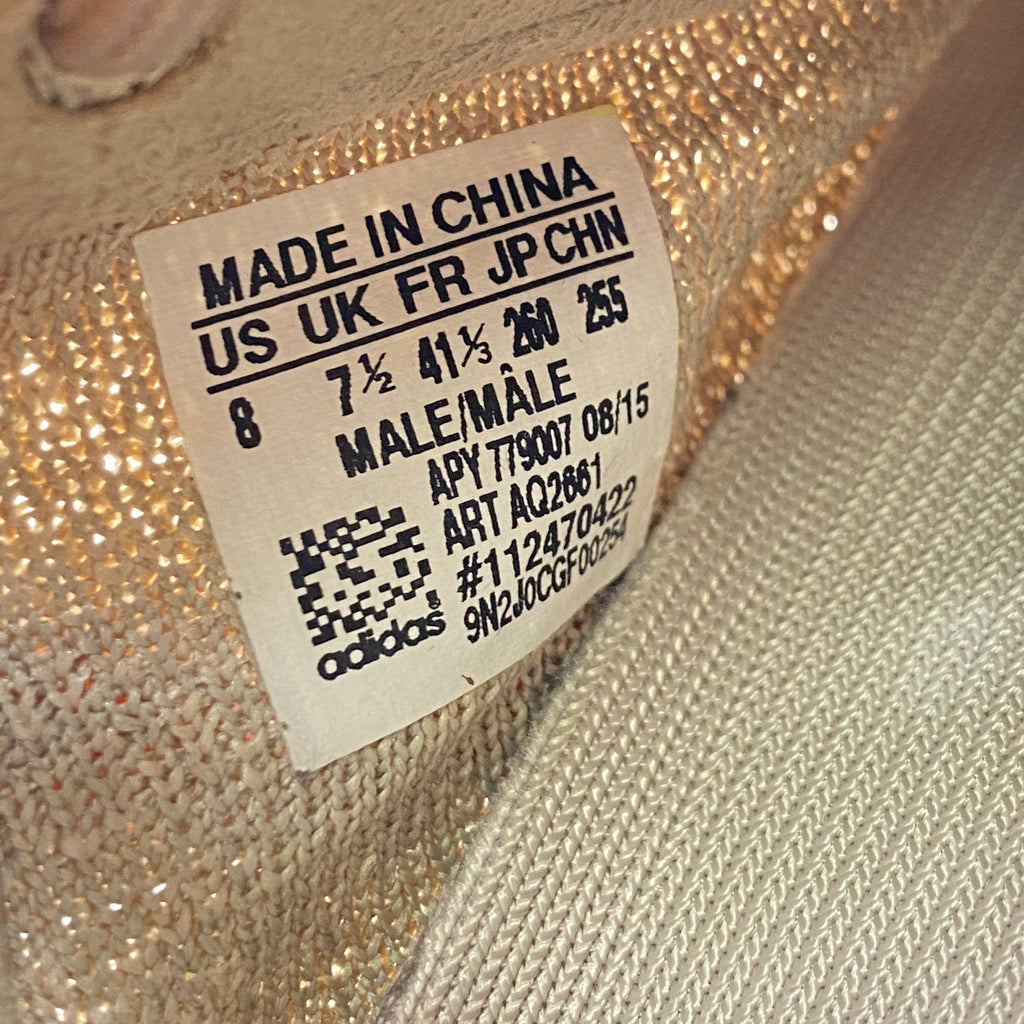 MADE IN CHINA
US UK FR JP CHN
8 7½ 41⅓ 260 255
MALE/MÂLE
APY 779007 08/15
ART AQ2661
#112470422
9N2J0CGF00254
adidas®